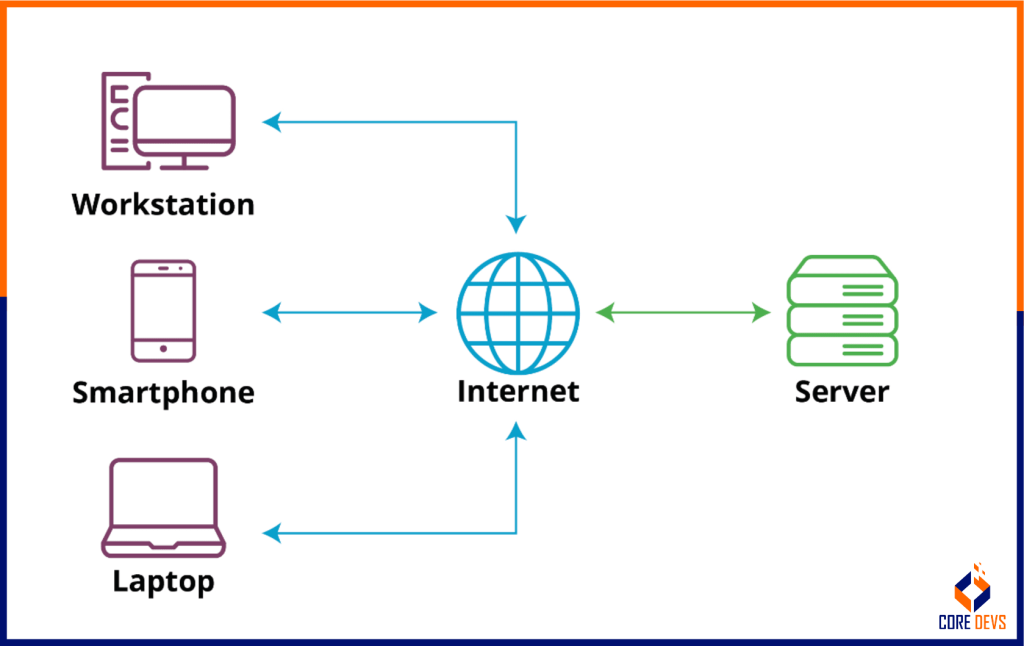 Workstation
Smartphone
Internet
Server
Laptop
CORE DEVS